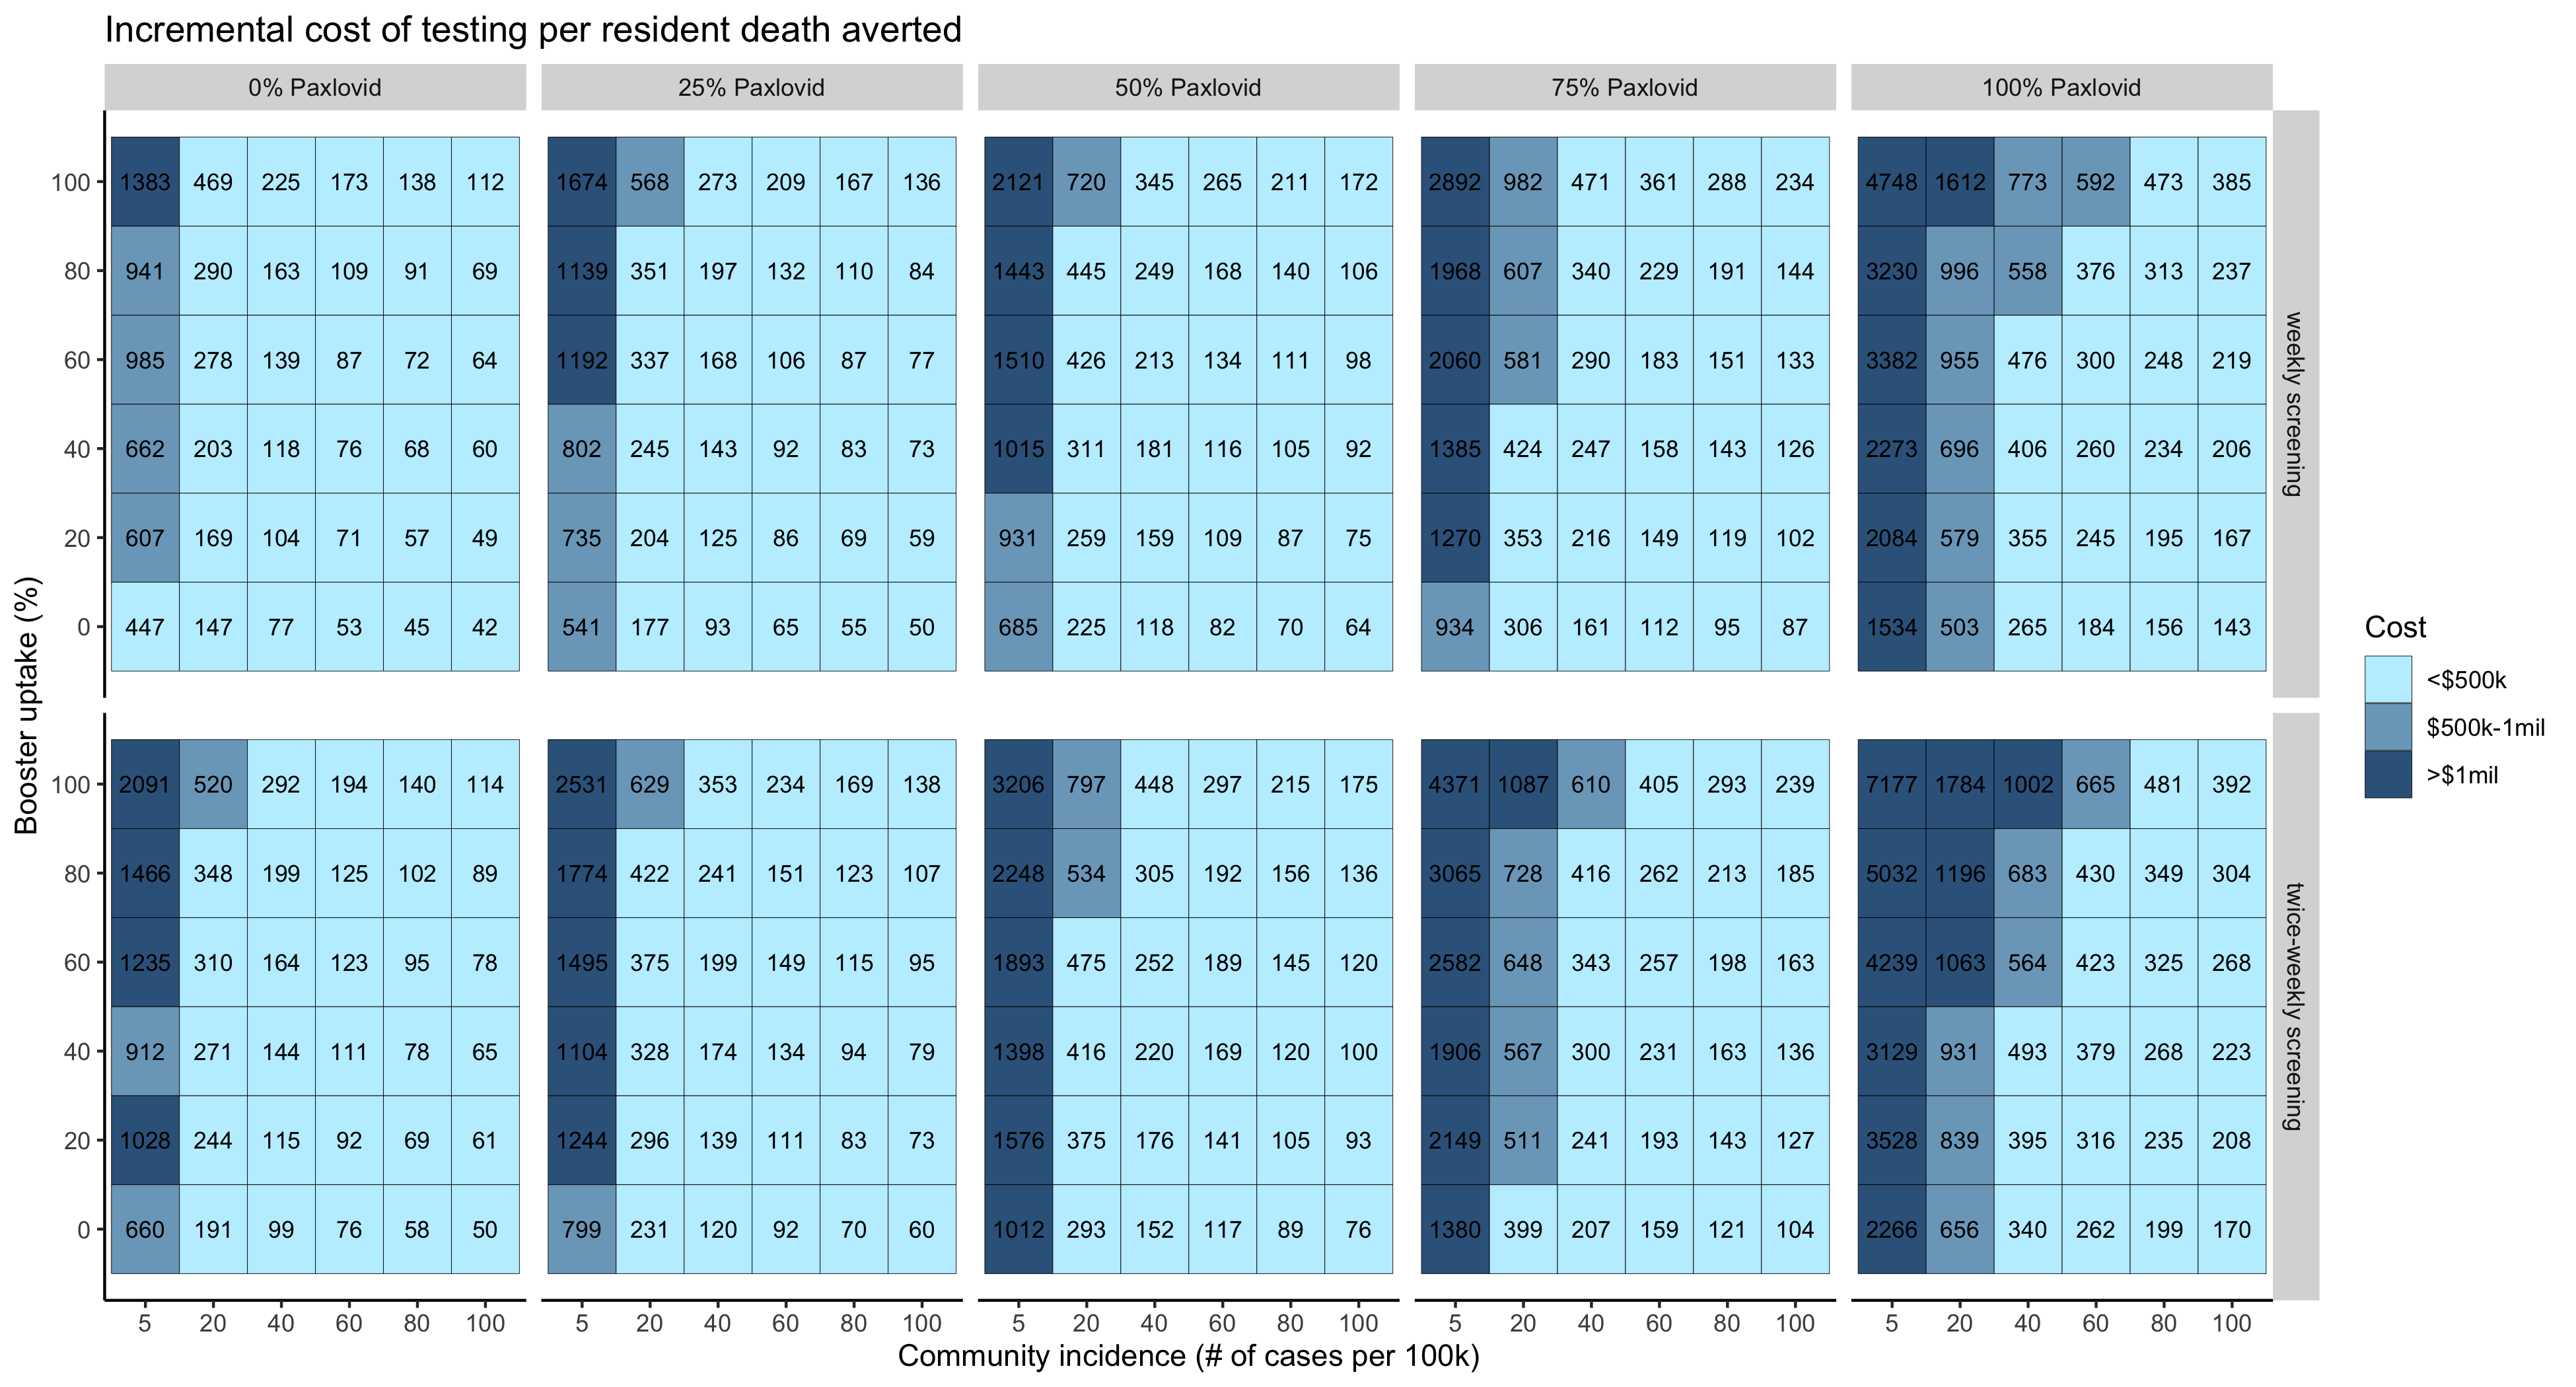 Incremental cost of testing per resident death averted
0% Paxlovid 25% Paxlovid 50% Paxlovid 75% Paxlovid 100% Paxlovid
100 1383 469 225 173 138 112 1674 568 273 209 167 136 2121 720 345 265 211 172 2892 982 471 361 288 234 4748 1612 773 592 473 385
80 941 290 163 109 91 69 1139 351 197 132 110 84 1443 445 249 168 140 106 1968 607 340 229 191 144 3230 996 558 376 313 237
60 985 278 139 87 72 64 1192 337 168 106 87 77 1510 426 213 134 111 98 2060 581 290 183 151 133 3382 955 476 300 248 219
40 662 203 118 76 68 60 802 245 143 92 83 73 1015 311 181 116 105 92 1385 424 247 158 143 126 2273 696 406 260 234 206
20 607 169 104 71 57 49 735 204 125 86 69 59 931 259 159 109 87 75 1270 353 216 149 119 102 2084 579 355 245 195 167
0 447 147 77 53 45 42 541 177 93 65 55 50 685 225 118 82 70 64 934 306 161 112 95 87 1534 503 265 184 156 143
weekly screening
100 2091 520 292 194 140 114 2531 629 353 234 169 138 3206 797 448 297 215 175 4371 1087 610 405 293 239 7177 1784 1002 665 481 392
80 1466 348 199 125 102 89 1774 422 241 151 123 107 2248 534 305 192 156 136 3065 728 416 262 213 185 5032 1196 683 430 349 304
60 1235 310 164 123 95 78 1495 375 199 149 115 95 1893 475 252 189 145 120 2582 648 343 257 198 163 4239 1063 564 423 325 268
40 912 271 144 111 78 65 1104 328 174 134 94 79 1398 416 220 169 120 100 1906 567 300 231 163 136 3129 931 493 379 268 223
20 1028 244 115 92 69 61 1244 296 139 111 83 73 1576 375 176 141 105 93 2149 511 241 193 143 127 3528 839 395 316 235 208
0 660 191 99 76 58 50 799 231 120 92 70 60 1012 293 152 117 89 76 1380 399 207 159 121 104 2266 656 340 262 199 170
twice-weekly screening
5 20 40 60 80 100 5 20 40 60 80 100 5 20 40 60 80 100 5 20 40 60 80 100 5 20 40 60 80 100
Community incidence (# of cases per 100k)
Booster uptake (%)
Cost
<$500k
$500k-1mil
>$1mil